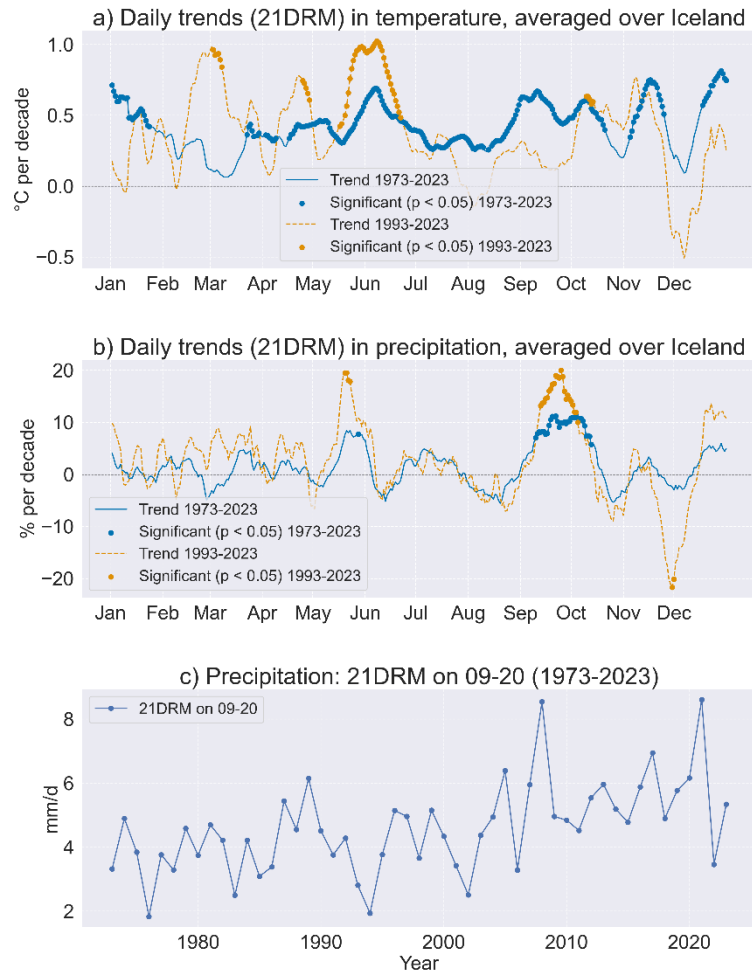 a) Daily trends (21DRM) in temperature, averaged over Iceland
1.0
0.5
0.0
−0.5
°C per decade
Trend 1973-2023
Significant (p < 0.05) 1973-2023
Trend 1993-2023
Significant (p < 0.05) 1993-2023
Jan Feb Mar Apr May Jun Jul Aug Sep Oct Nov Dec
b) Daily trends (21DRM) in precipitation, averaged over Iceland
20
10
0
−10
−20
% per decade
Trend 1973-2023
Significant (p < 0.05) 1973-2023
Trend 1993-2023
Significant (p < 0.05) 1993-2023
Jan Feb Mar Apr May Jun Jul Aug Sep Oct Nov Dec
c) Precipitation: 21DRM on 09-20 (1973-2023)
21DRM on 09-20
8
6
4
2
mm/d
1980 1990 2000 2010 2020
Year